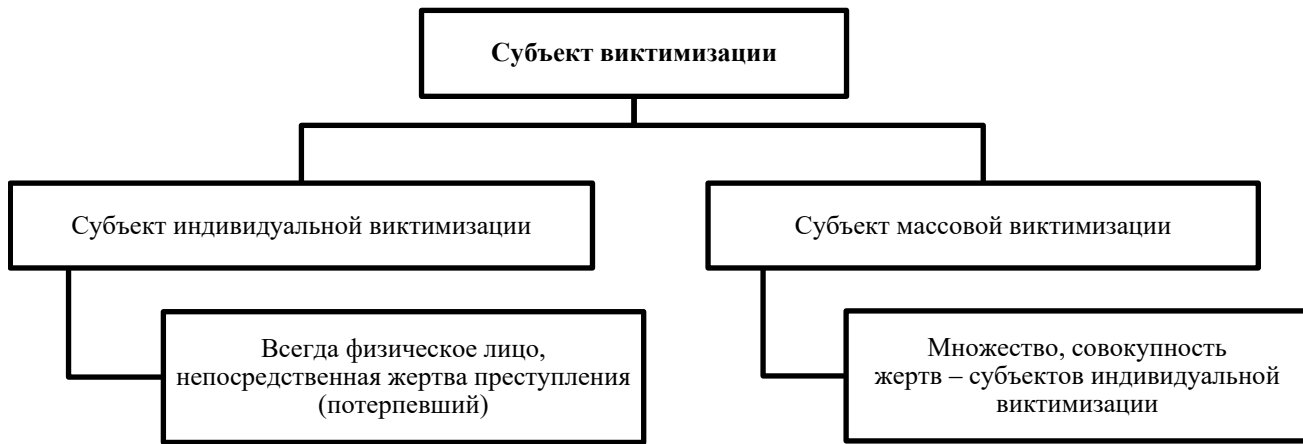 Субъект виктимизации
Субъект индивидуальной виктимизации
Субъект массовой виктимизации
Всегда физическое лицо,
непосредственная жертва преступления
(потерпевший)
Множество, совокупность
жертв – субъектов индивидуальной
виктимизации